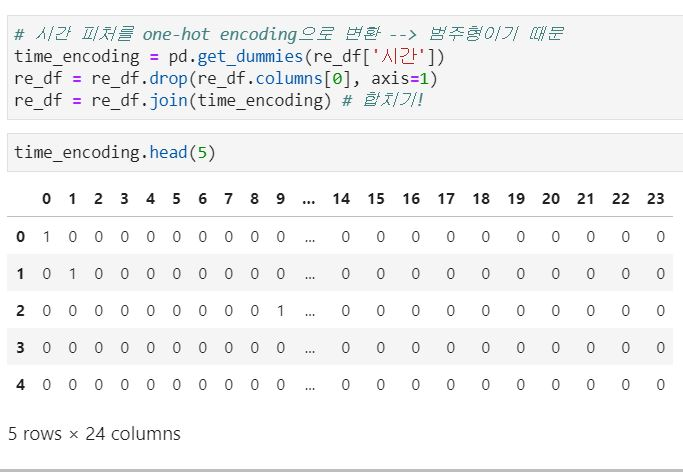 # 시간 피처를 one-hot encoding으로 변환 --> 범주형이기 때문
time_encoding = pd.get_dummies(re_df['시간'])
re_df = re_df.drop(re_df.columns[0], axis=1)
re_df = re_df.join(time_encoding) # 합치기!
time_encoding.head(5)
0 1 2 3 4 5 6 7 8 9 ... 14 15 16 17 18 19 20 21 22 23
0 1 0 0 0 0 0 0 0 0 0 ... 0 0 0 0 0 0 0 0 0 0
1 0 1 0 0 0 0 0 0 0 0 ... 0 0 0 0 0 0 0 0 0 0
2 0 0 0 0 0 0 0 0 0 1 ... 0 0 0 0 0 0 0 0 0 0
3 0 0 0 0 0 0 0 0 0 0 ... 0 0 0 0 0 0 0 0 0 0
4 0 0 0 0 0 0 0 0 0 0 ... 0 0 0 0 0 0 0 0 0 0
5 rows × 24 columns